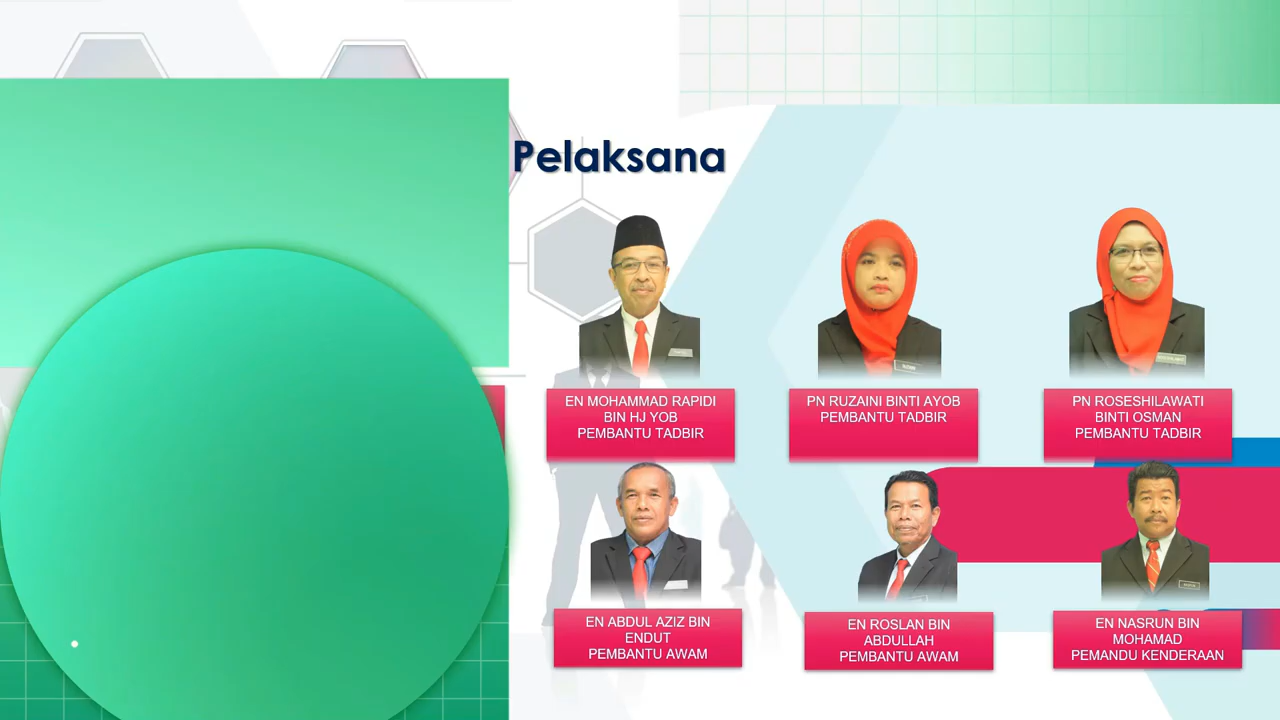 Pelaksana
EN MOHAMMAD RAPIDI
BIN HJ YOB
PEMBANTU TADBIR
PN RUZAINI BINTI AYOB
PEMBANTU TADBIR
PN ROSESHILAWATI
BINTI OSMAN
PEMBANTU TADBIR
EN ABDUL AZIZ BIN
ENDUT
PEMBANTU AWAM
EN ROSLAN BIN
ABDULLAH
PEMBANTU AWAM
EN NASRUN BIN
MOHAMAD
PEMANDU KENDERAAN